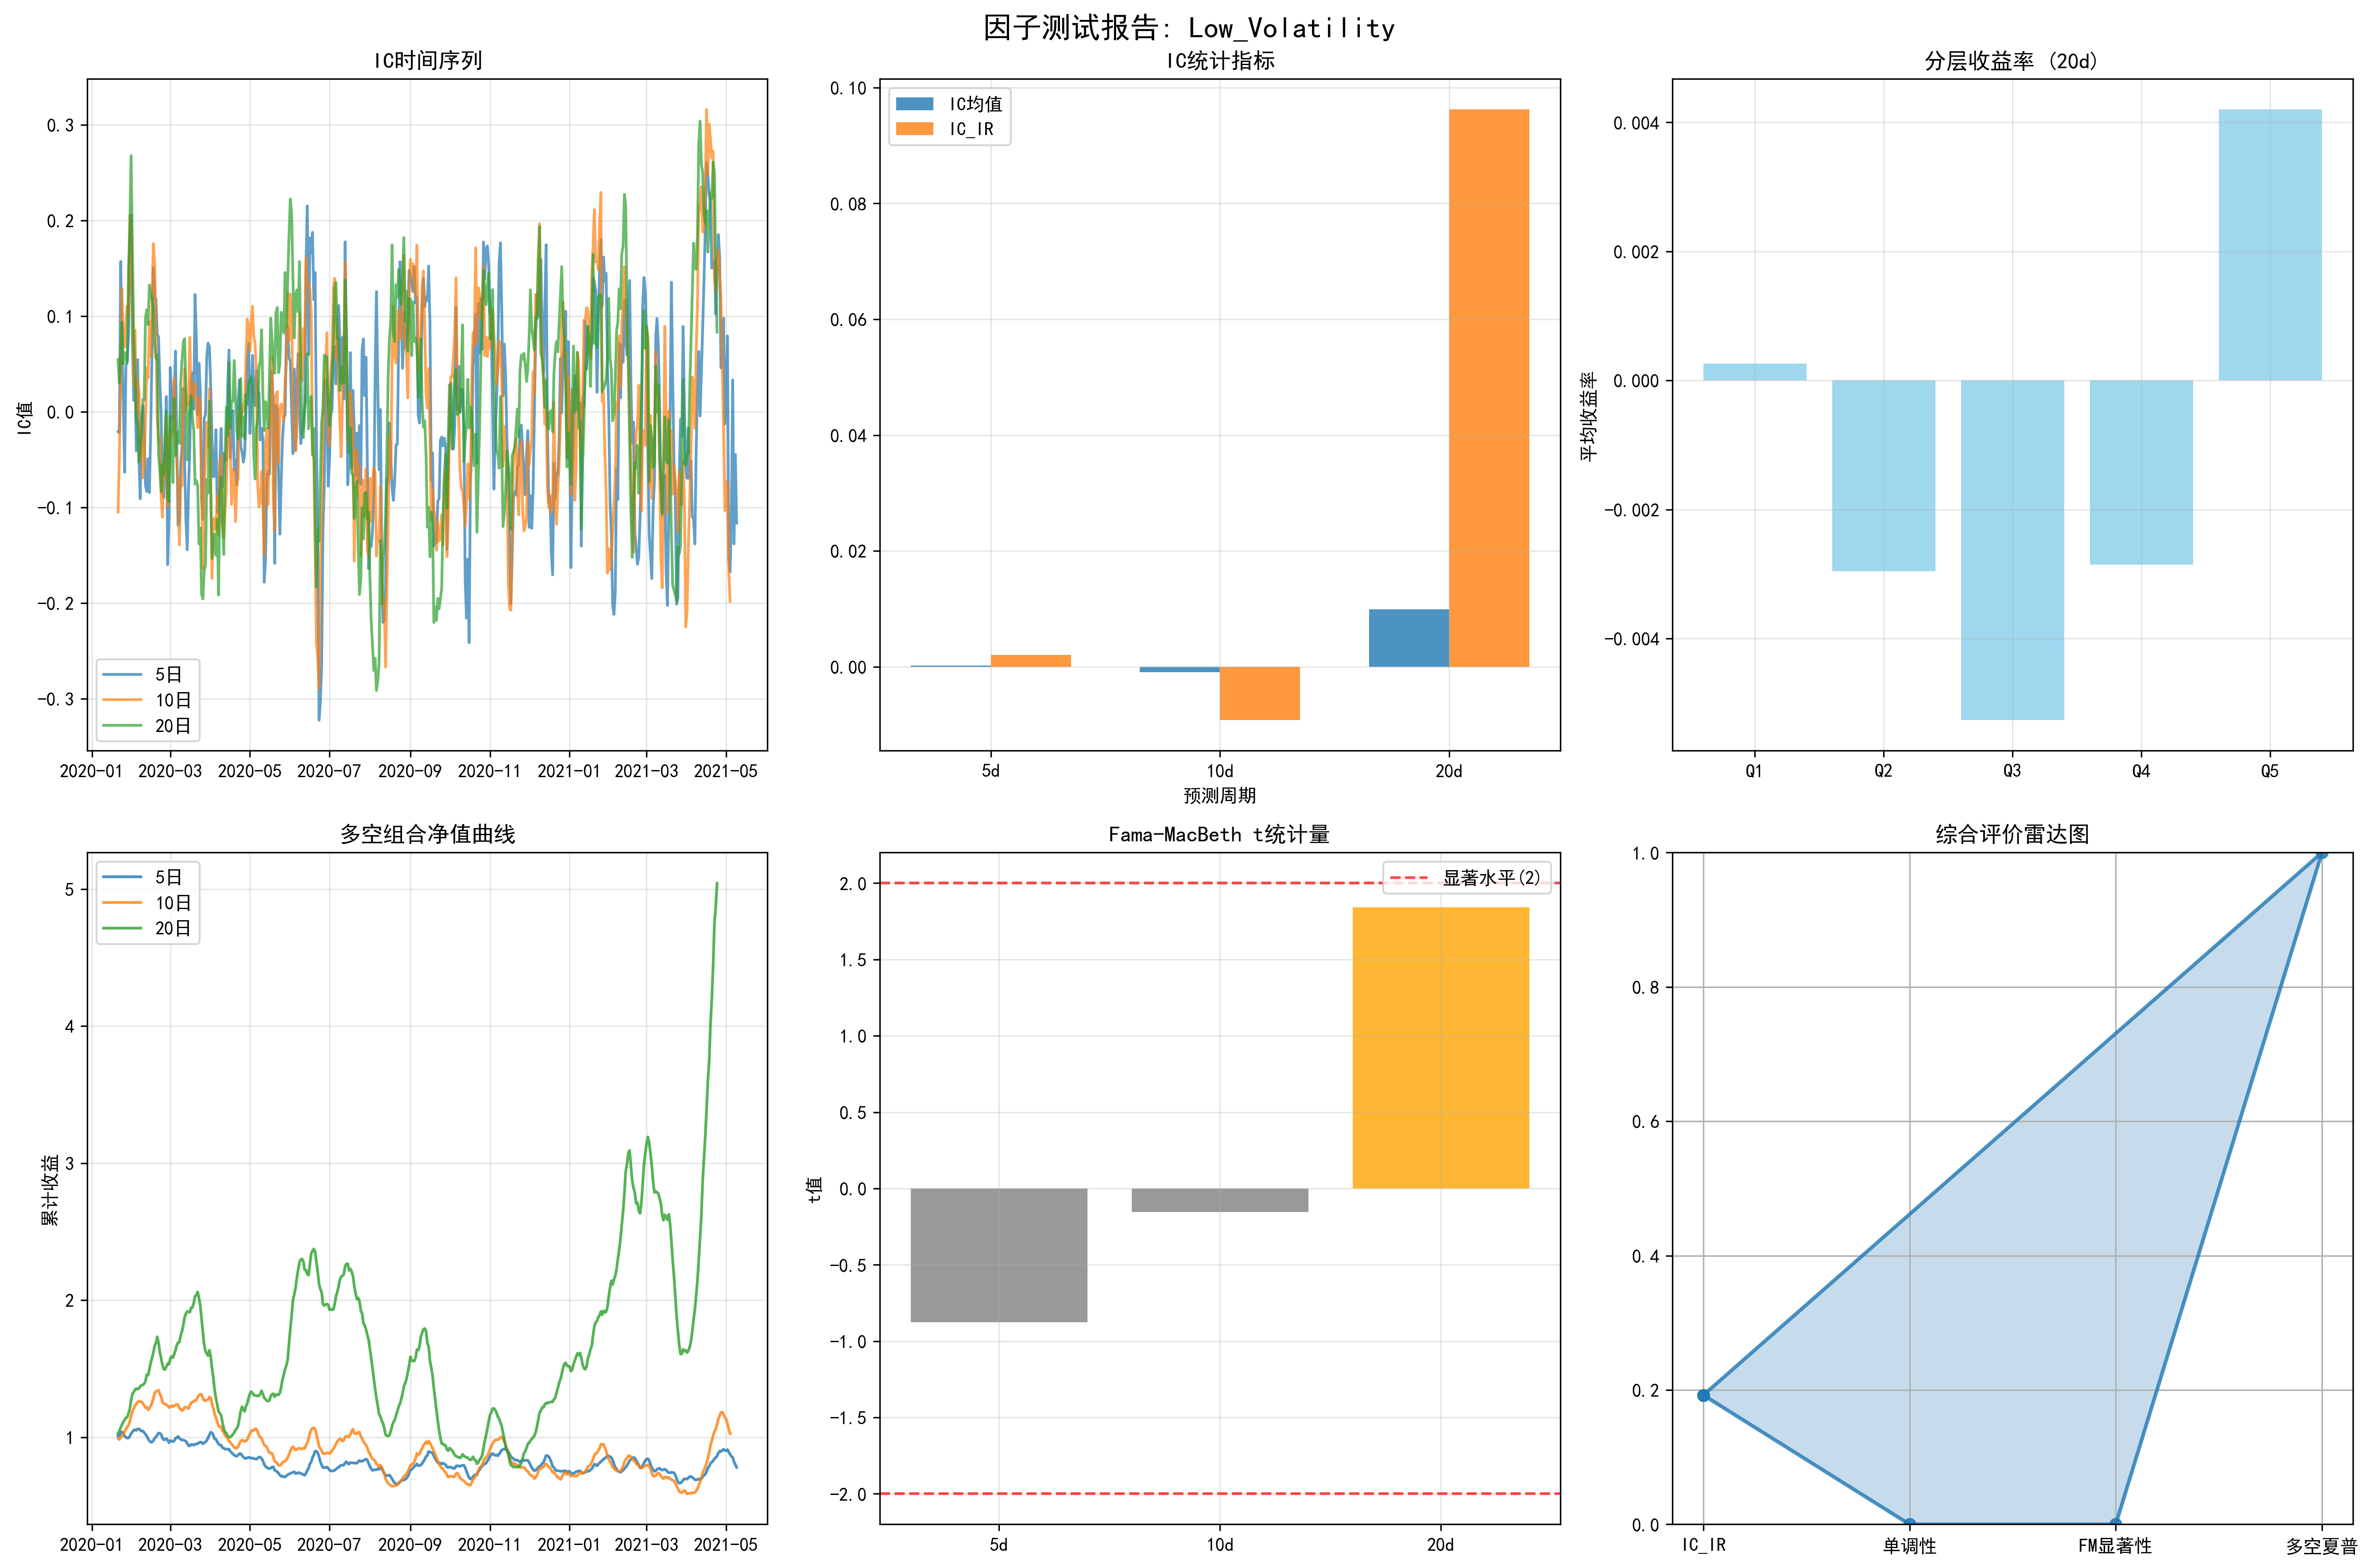 因子测试报告: Low_Volatility
IC时间序列
IC值
0.3
0.2
0.1
0.0
-0.1
-0.2
-0.3
5日
10日
20日
2020-01 2020-03 2020-05 2020-07 2020-09 2020-11 2021-01 2021-03 2021-05
IC统计指标
IC均值
IC_IR
0.10
0.08
0.06
0.04
0.02
0.00
5d 10d 20d
预测周期
分层收益率 (20d)
平均收益率
0.004
0.002
0.000
-0.002
-0.004
Q1 Q2 Q3 Q4 Q5
多空组合净值曲线
累计收益
5日
10日
20日
5
4
3
2
1
2020-01 2020-03 2020-05 2020-07 2020-09 2020-11 2021-01 2021-03 2021-05
Fama-MacBeth t统计量
显著水平(2)
t值
2.0
1.5
1.0
0.5
0.0
-0.5
-1.0
-1.5
-2.0
5d 10d 20d
综合评价雷达图
1.0
0.8
0.6
0.4
0.2
0.0
IC_IR 单调性 FM显著性 多空夏普